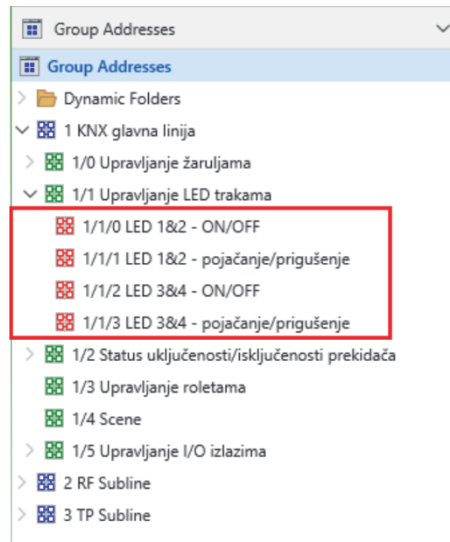 Group Addresses
Group Addresses
Dynamic Folders
1 KNX glavna linija
1/0 Upravljanje žaruljama
1/1 Upravljanje LED trakama
1/1/0 LED 1&2 - ON/OFF
1/1/1 LED 1&2 - pojačanje/prigušenje
1/1/2 LED 3&4 - ON/OFF
1/1/3 LED 3&4 - pojačanje/prigušenje
1/2 Status uključenosti/isključenosti prekidača
1/3 Upravljanje roletama
1/4 Scene
1/5 Upravljanje I/O izlazima
2 RF Subline
3 TP Subline